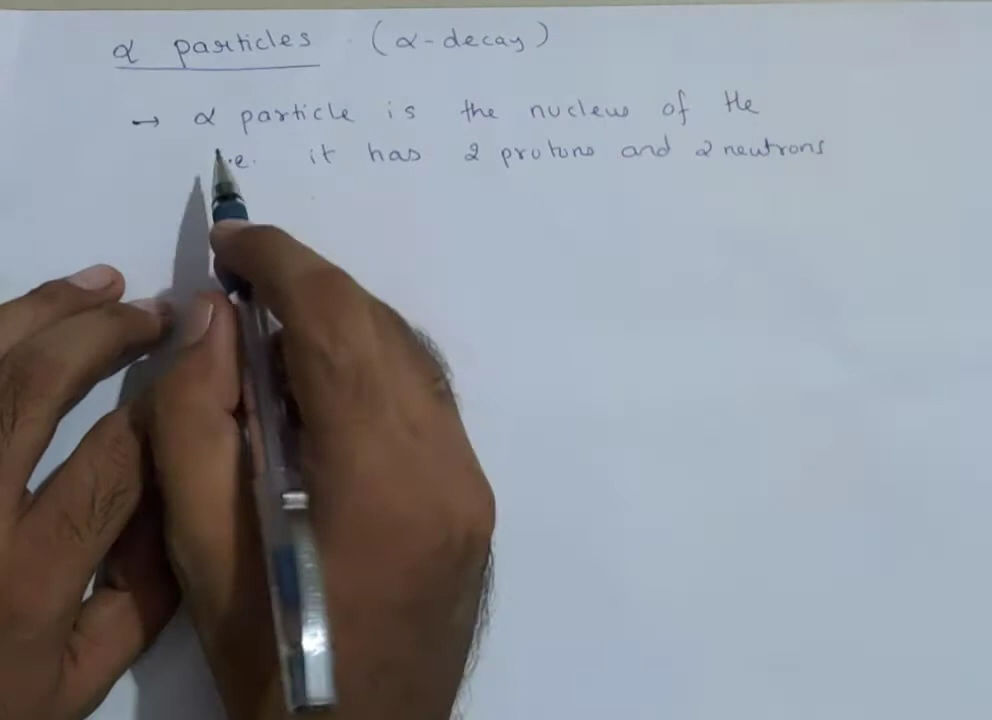 α particles (α-decay)
→ α particle is the nucleus of He
i.e. it has 2 protons and 2 neutrons